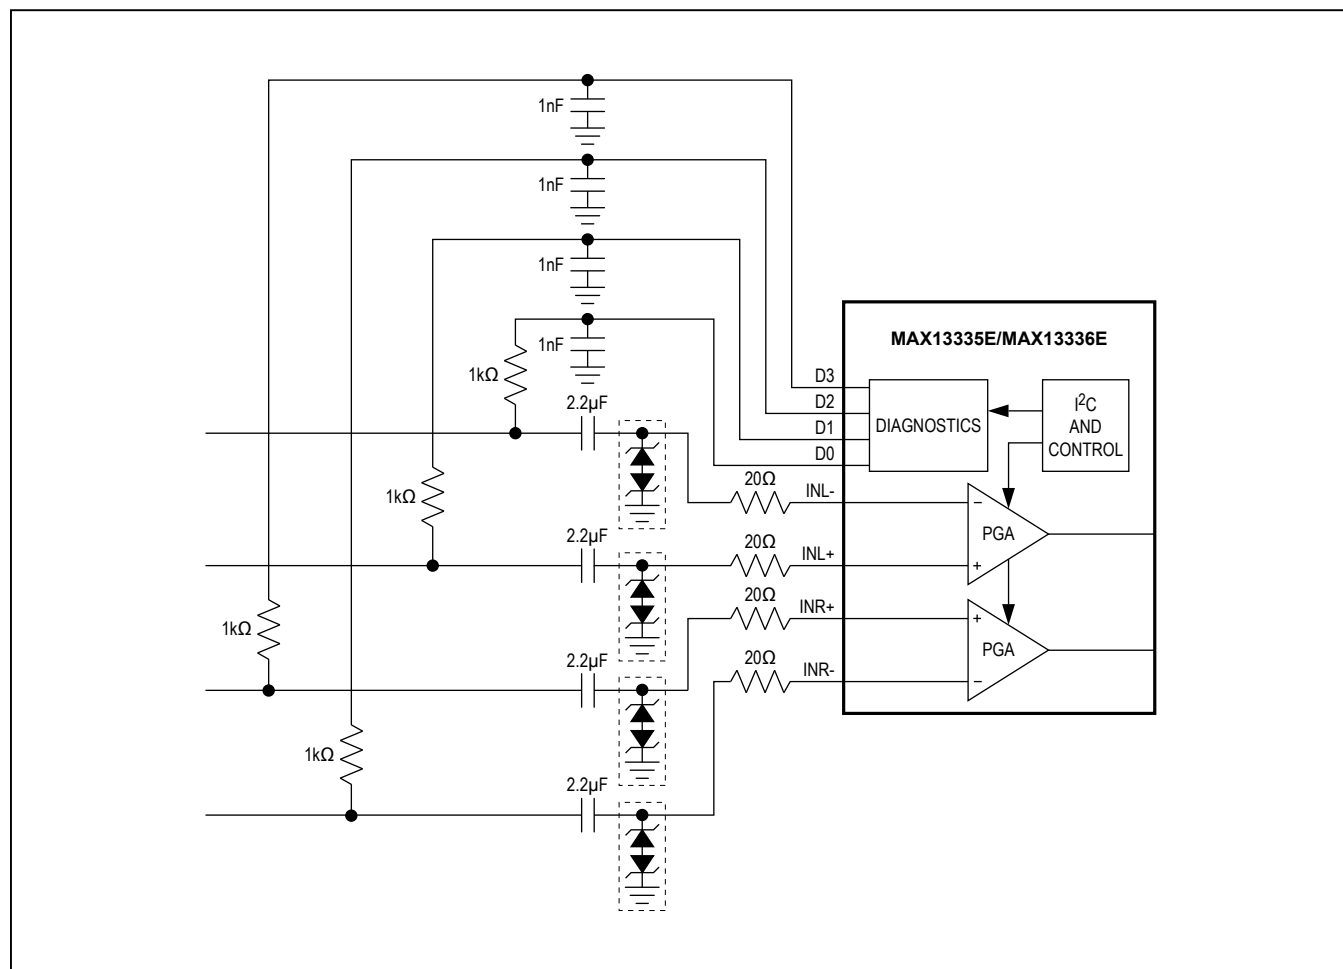 1nF
1nF
1nF
1nF
MAX13335E/MAX13336E
1kΩ
D3
D2
D1
D0
DIAGNOSTICS
I²C
AND
CONTROL
2.2µF
1kΩ
20Ω
INL-
−
PGA
+
2.2µF
20Ω
INL+
20Ω
INR+
+
PGA
−
1kΩ
2.2µF
20Ω
INR-
1kΩ
2.2µF